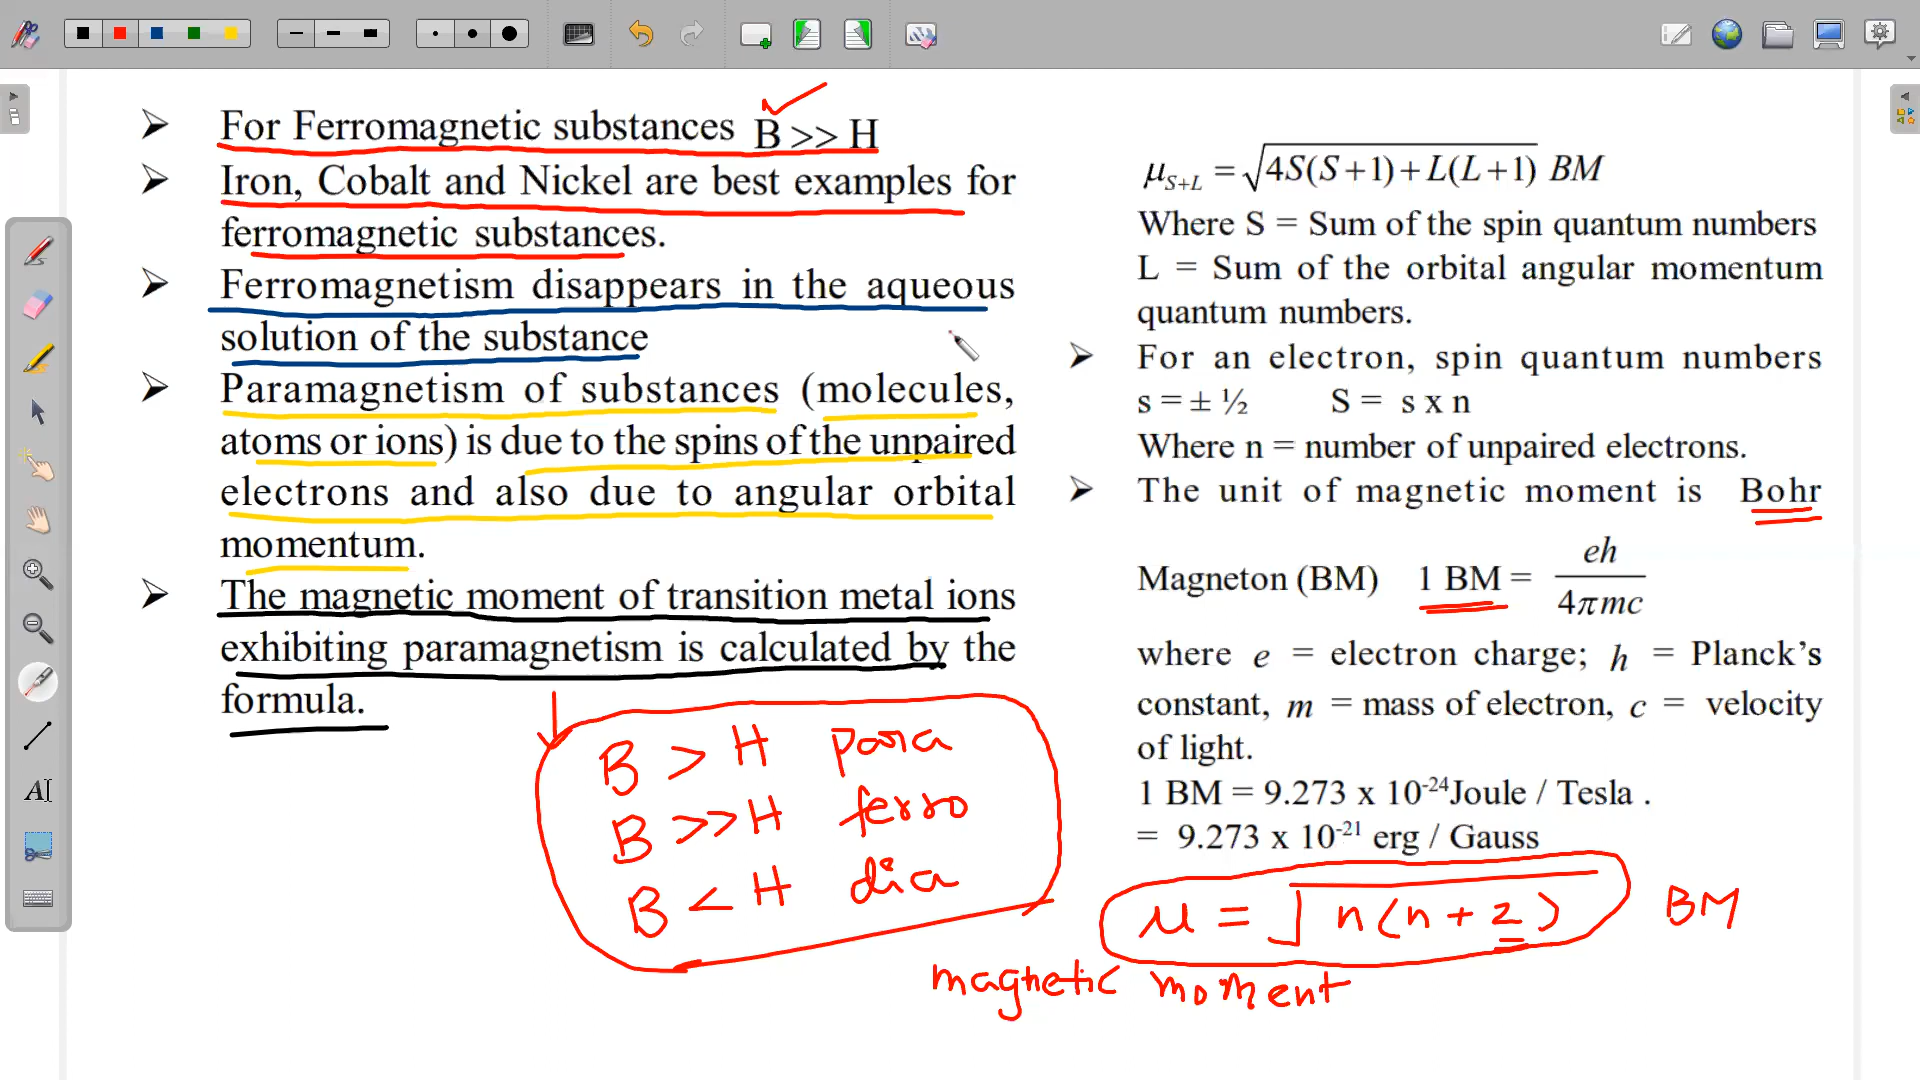 ➢ For Ferromagnetic substances B >> H
➢ Iron, Cobalt and Nickel are best examples for
ferromagnetic substances.
➢ Ferromagnetism disappears in the aqueous
solution of the substance
➢ Paramagnetism of substances (molecules,
atoms or ions) is due to the spins of the unpaired
electrons and also due to angular orbital
momentum.
➢ The magnetic moment of transition metal ions
exhibiting paramagnetism is calculated by the
formula.
B > H para
B >> H ferro
B < H dia
μ_{S+L} = √(4S(S+1)+L(L+1)) BM
Where S = Sum of the spin quantum numbers
L = Sum of the orbital angular momentum
quantum numbers.
➢ For an electron, spin quantum numbers
s = ± ½ S = s x n
Where n = number of unpaired electrons.
➢ The unit of magnetic moment is Bohr
Magneton (BM) 1 BM = eh / 4πmc
where e = electron charge; h = Planck's
constant, m = mass of electron, c = velocity
of light.
1 BM = 9.273 x 10⁻²⁴ Joule / Tesla .
= 9.273 x 10⁻²¹ erg / Gauss
μ = √n(n+2) BM
magnetic moment